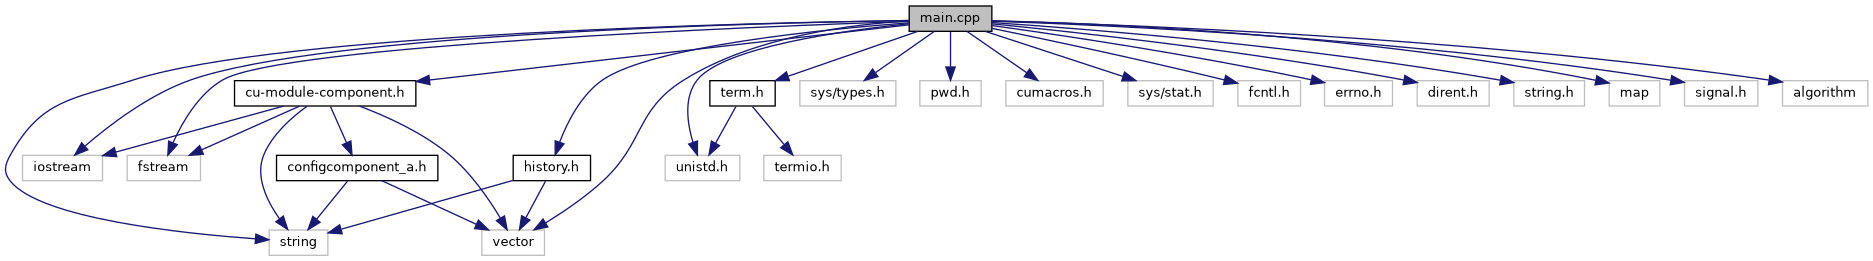 main.cpp
cu-module-component.h
term.h
sys/types.h
pwd.h
cumacros.h
sys/stat.h
fcntl.h
errno.h
dirent.h
string.h
map
signal.h
algorithm
iostream
fstream
configcomponent_a.h
history.h
unistd.h
termio.h
string
vector